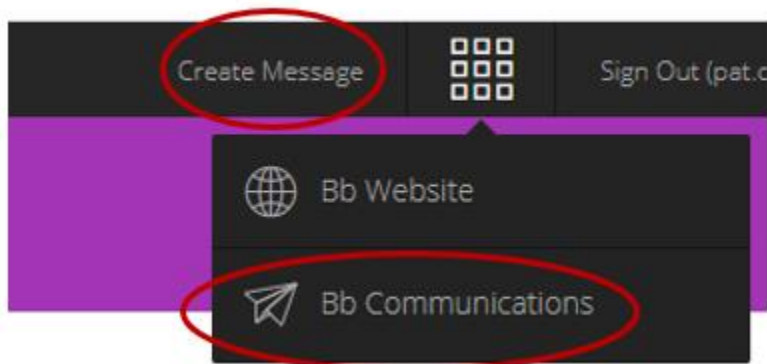 Create Message
Sign Out (pat.c
Bb Website
Bb Communications